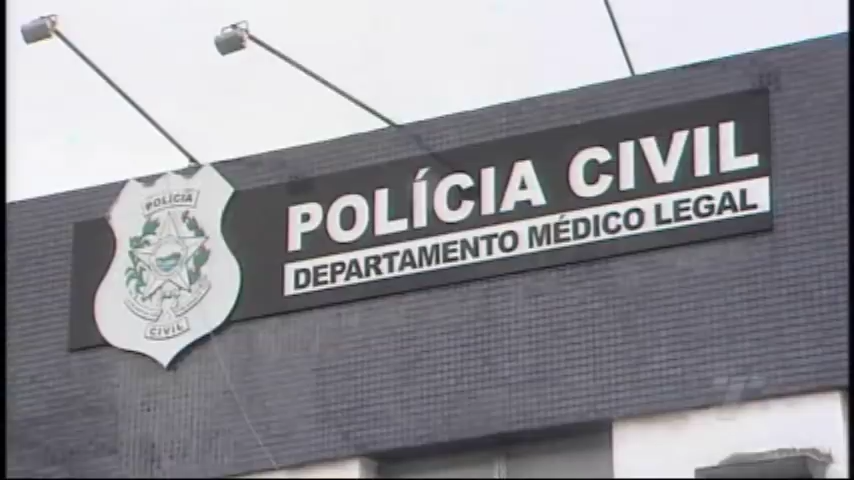 POLÍCIA CIVIL
DEPARTAMENTO MÉDICO LEGAL
POLÍCIA
CIVIL